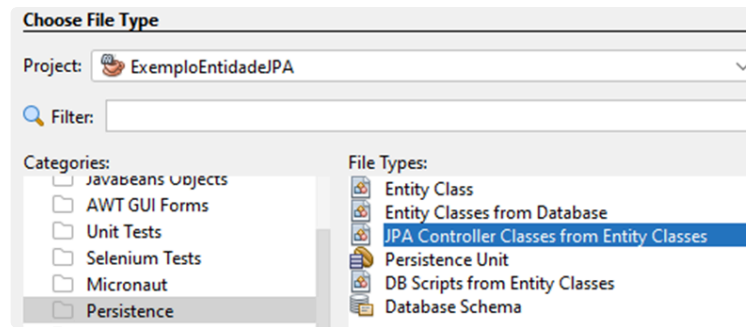 Choose File Type
Project: ExemploEntidadeJPA
Filter:
Categories:
JavaBeans Objects
AWT GUI Forms
Unit Tests
Selenium Tests
Micronaut
Persistence
File Types:
Entity Class
Entity Classes from Database
JPA Controller Classes from Entity Classes
Persistence Unit
DB Scripts from Entity Classes
Database Schema